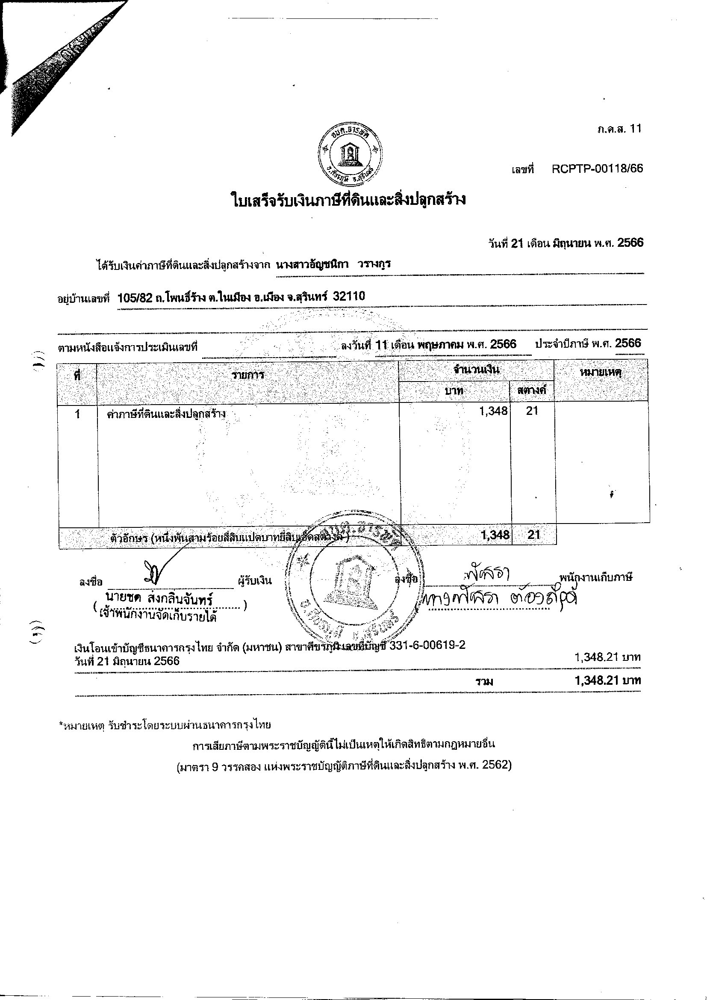 ภ.ด.ส. 11
อบต.ธารพัต
อ.ศีขรภูมิ จ.สุรินทร์
เลขที่ RCPTP-00118/66
ใบเสร็จรับเงินภาษีที่ดินและสิ่งปลูกสร้าง
วันที่ 21 เดือน มิถุนายน พ.ศ. 2566
ได้รับเงินค่าภาษีที่ดินและสิ่งปลูกสร้างจาก นางสาวอัญชนิกา วรางกูร
อยู่บ้านเลขที่ 105/82 ถ.โพนธิ์ร้าง ต.ในเมือง อ.เมือง จ.สุรินทร์ 32110
ตามหนังสือแจ้งการประเมินเลขที่ ลงวันที่ 11 เดือน พฤษภาคม พ.ศ. 2566 ประจำปีภาษี พ.ศ. 2566
ที่ รายการ จำนวนเงิน หมายเหตุ
บาท สตางค์
1 ค่าภาษีที่ดินและสิ่งปลูกสร้าง 1,348 21
ตัวอักษร (หนึ่งพันสามร้อยสี่สิบแปดบาทยี่สิบเอ็ดสตางค์) 1,348 21
ลงชื่อ ผู้รับเงิน ลงชื่อ พัศรา พนักงานเก็บภาษี
(นายชด ส่งกลิ่นจันทร์) นางพัศรา
เจ้าพนักงานจัดเก็บรายได้
อ.ศีขรภูมิ จ.สุรินทร์
เงินโอนเข้าบัญชีธนาคารกรุงไทย จำกัด (มหาชน) สาขาศีขรภูมิ เลขที่บัญชี 331-6-00619-2
วันที่ 21 มิถุนายน 2566 1,348.21 บาท
รวม 1,348.21 บาท
*หมายเหตุ รับชำระโดยระบบผ่านธนาคารกรุงไทย
การเสียภาษีตามพระราชบัญญัตินี้ไม่เป็นเหตุให้เกิดสิทธิตามกฎหมายอื่น
(มาตรา 9 วรรคสอง แห่งพระราชบัญญัติภาษีที่ดินและสิ่งปลูกสร้าง พ.ศ. 2562)